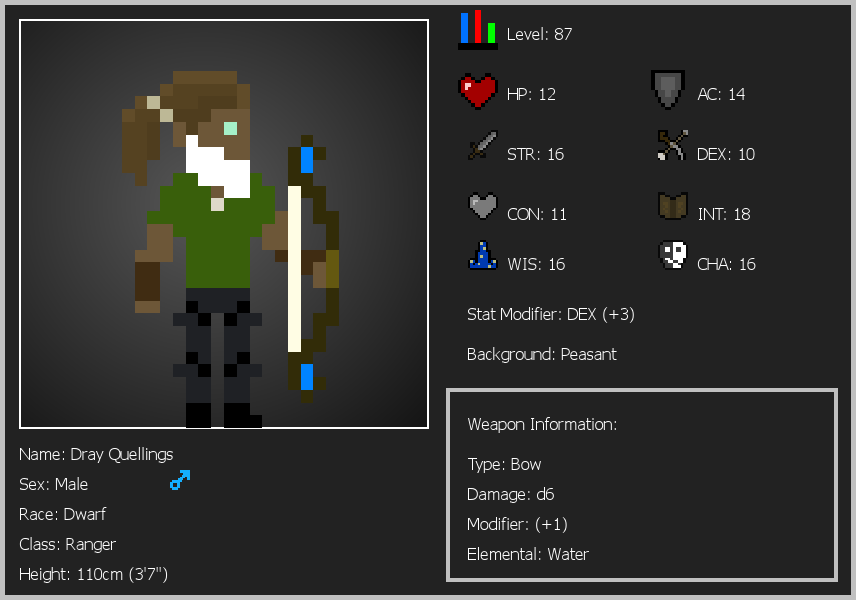 Level: 87
HP: 12
AC: 14
STR: 16
DEX: 10
CON: 11
INT: 18
WIS: 16
CHA: 16
Stat Modifier: DEX (+3)
Background: Peasant
Weapon Information:
Type: Bow
Damage: d6
Modifier: (+1)
Elemental: Water
Name: Dray Quellings
Sex: Male
Race: Dwarf
Class: Ranger
Height: 110cm (3'7")